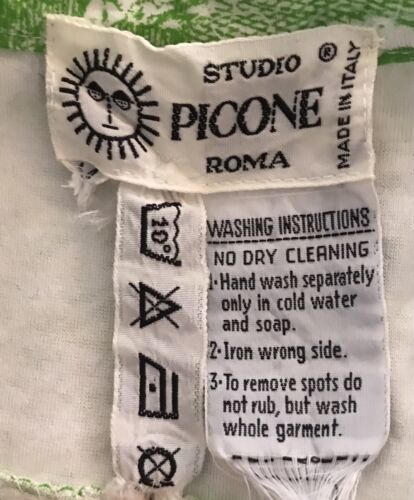 STUDIO ®
PICONE
ROMA
MADE IN ITALY
10°
WASHING INSTRUCTIONS
NO DRY CLEANING
1·Hand wash separately
only in cold water
and soap.
2·Iron wrong side.
3·To remove spots do
not rub, but wash
whole garment.